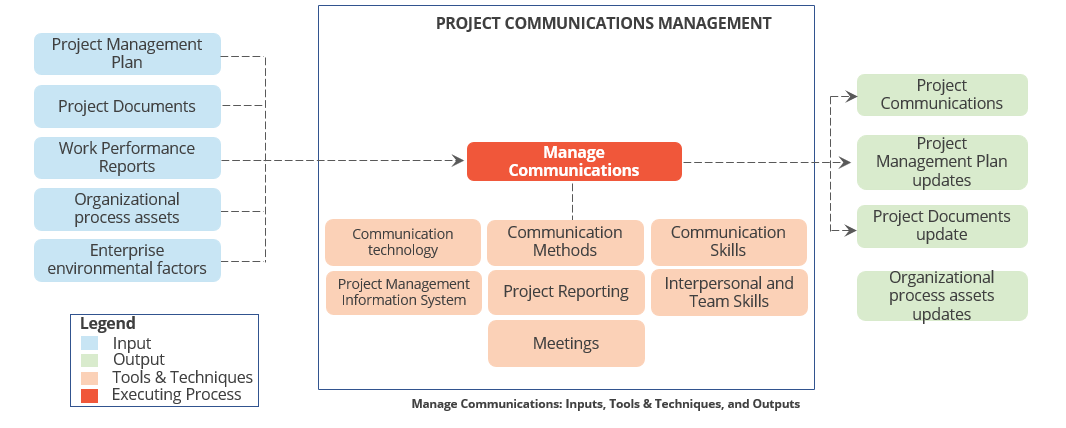 PROJECT COMMUNICATIONS MANAGEMENT
Project Management
Plan
Project Documents
Work Performance
Reports
Organizational
process assets
Enterprise
environmental factors
Manage
Communications
Communication
technology
Communication
Methods
Communication
Skills
Project Management
Information System
Project Reporting
Interpersonal and
Team Skills
Meetings
Project
Communications
Project
Management Plan
updates
Project Documents
update
Organizational
process assets
updates
Legend
Input
Output
Tools & Techniques
Executing Process
Manage Communications: Inputs, Tools & Techniques, and Outputs